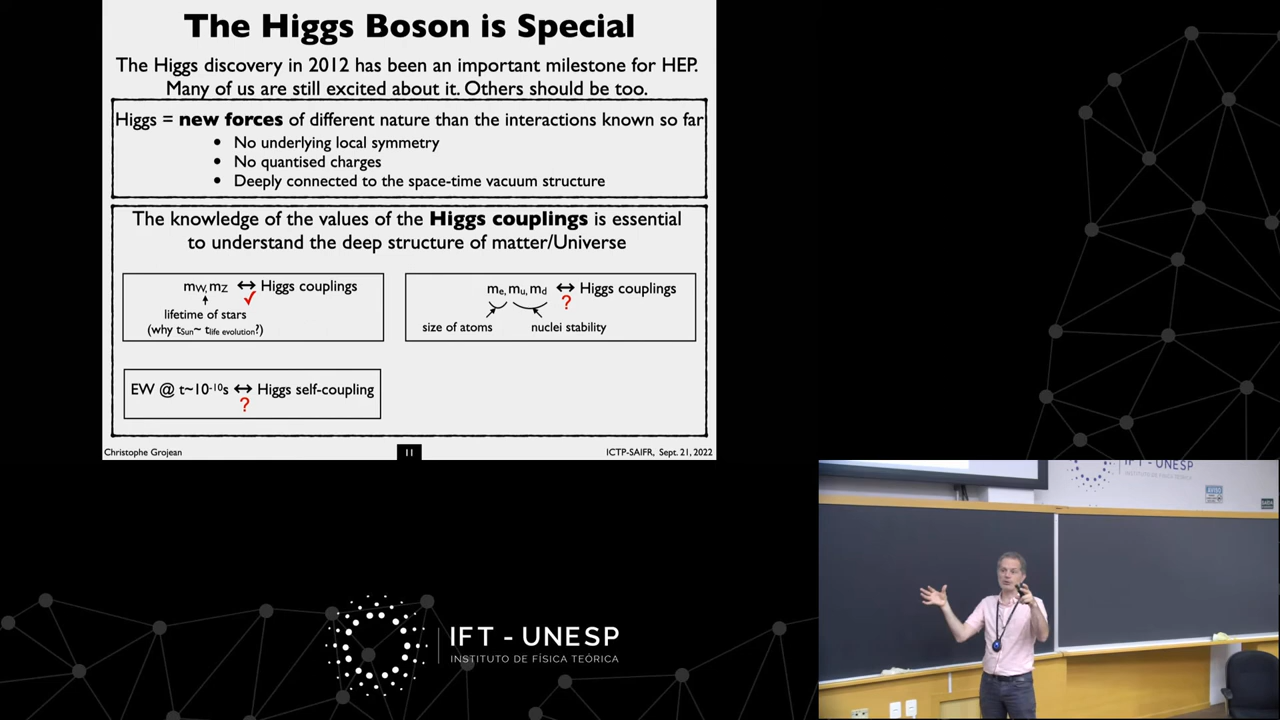 The Higgs Boson is Special
The Higgs discovery in 2012 has been an important milestone for HEP.
Many of us are still excited about it. Others should be too.
Higgs = new forces of different nature than the interactions known so far
• No underlying local symmetry
• No quantised charges
• Deeply connected to the space-time vacuum structure
The knowledge of the values of the Higgs couplings is essential
to understand the deep structure of matter/Universe
mW, mZ ↔ Higgs couplings
✓
lifetime of stars
(why tSun~ tlife evolution?)
me, mu, md ↔ Higgs couplings
?
size of atoms
nuclei stability
EW @ t~10-10s ↔ Higgs self-coupling
?
Christophe Grojean
11
ICTP-SAIFR, Sept. 21, 2022
IFT - UNESP
IFT - UNESP
INSTITUTO DE FÍSICA TEÓRICA